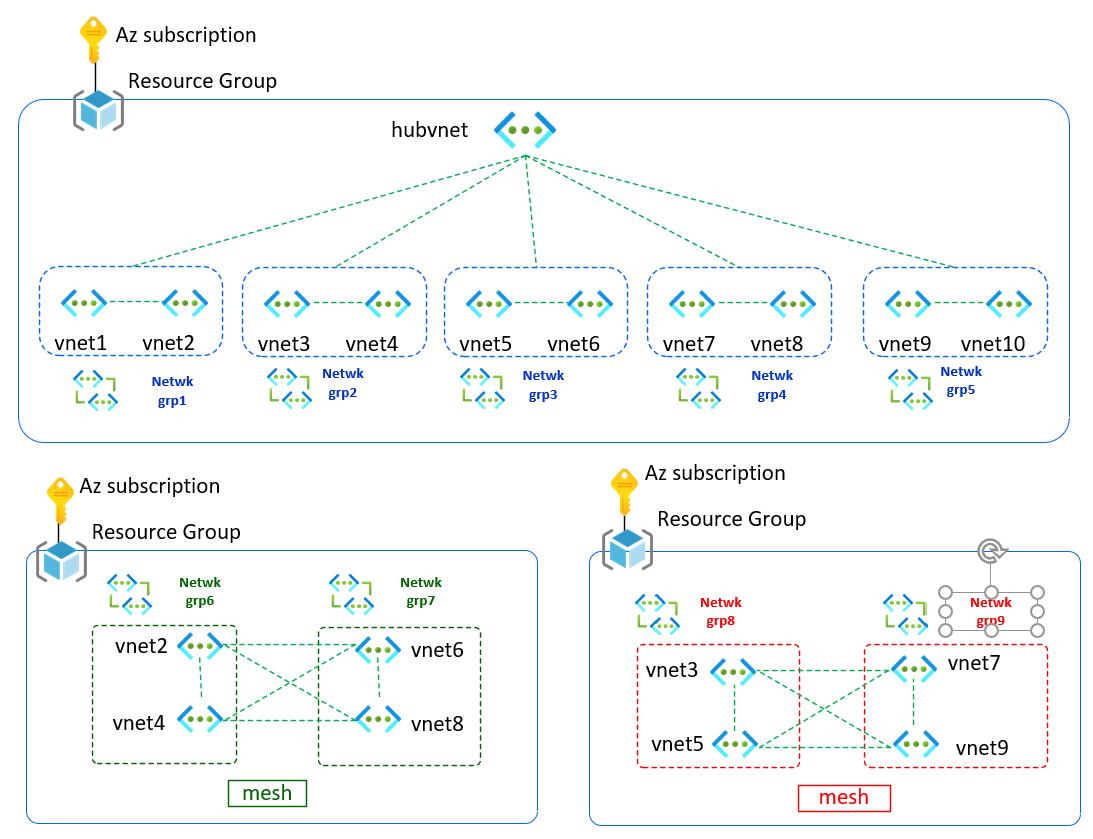 Az subscription
Resource Group
hubvnet
vnet1
vnet2
vnet3
vnet4
vnet5
vnet6
vnet7
vnet8
vnet9
vnet10
Netwk
grp1
Netwk
grp2
Netwk
grp3
Netwk
grp4
Netwk
grp5
Az subscription
Resource Group
Netwk
grp6
Netwk
grp7
vnet2
vnet6
vnet4
vnet8
mesh
Az subscription
Resource Group
Netwk
grp8
Netwk
grp9
vnet3
vnet7
vnet5
vnet9
mesh